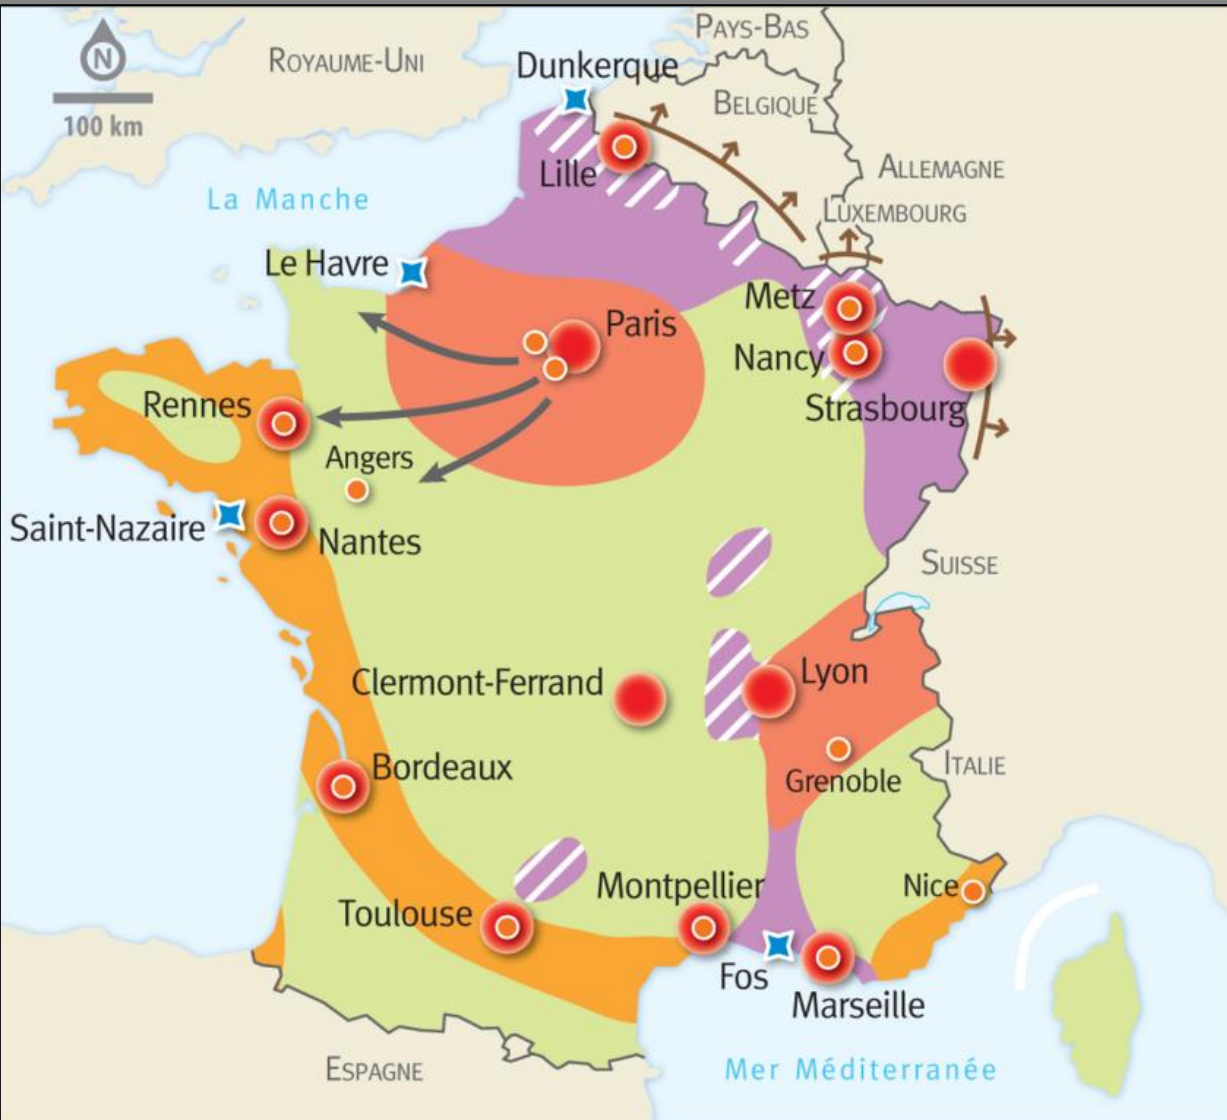 PAYS-BAS
N
ROYAUME-UNI
Dunkerque
BELGIQUE
100 km
ALLEMAGNE
Lille
La Manche
LUXEMBOURG
Le Havre
Metz
Paris
Nancy
Rennes
Strasbourg
Angers
Saint-Nazaire
Nantes
SUISSE
Clermont-Ferrand
Lyon
Bordeaux
ITALIE
Grenoble
Montpellier
Nice
Toulouse
Fos
Marseille
ESPAGNE
Mer Méditerranée